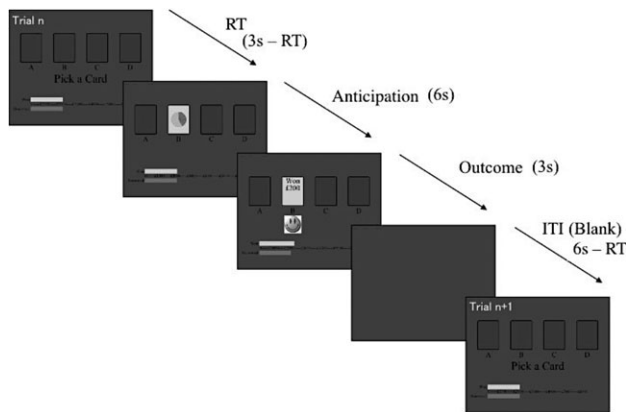 Trial n
A B C D
Pick a Card
RT
(3s – RT)
A B C D
Anticipation (6s)
Won
£200
A B C D
Outcome (3s)
ITI (Blank)
6s – RT
Trial n+1
A B C D
Pick a Card